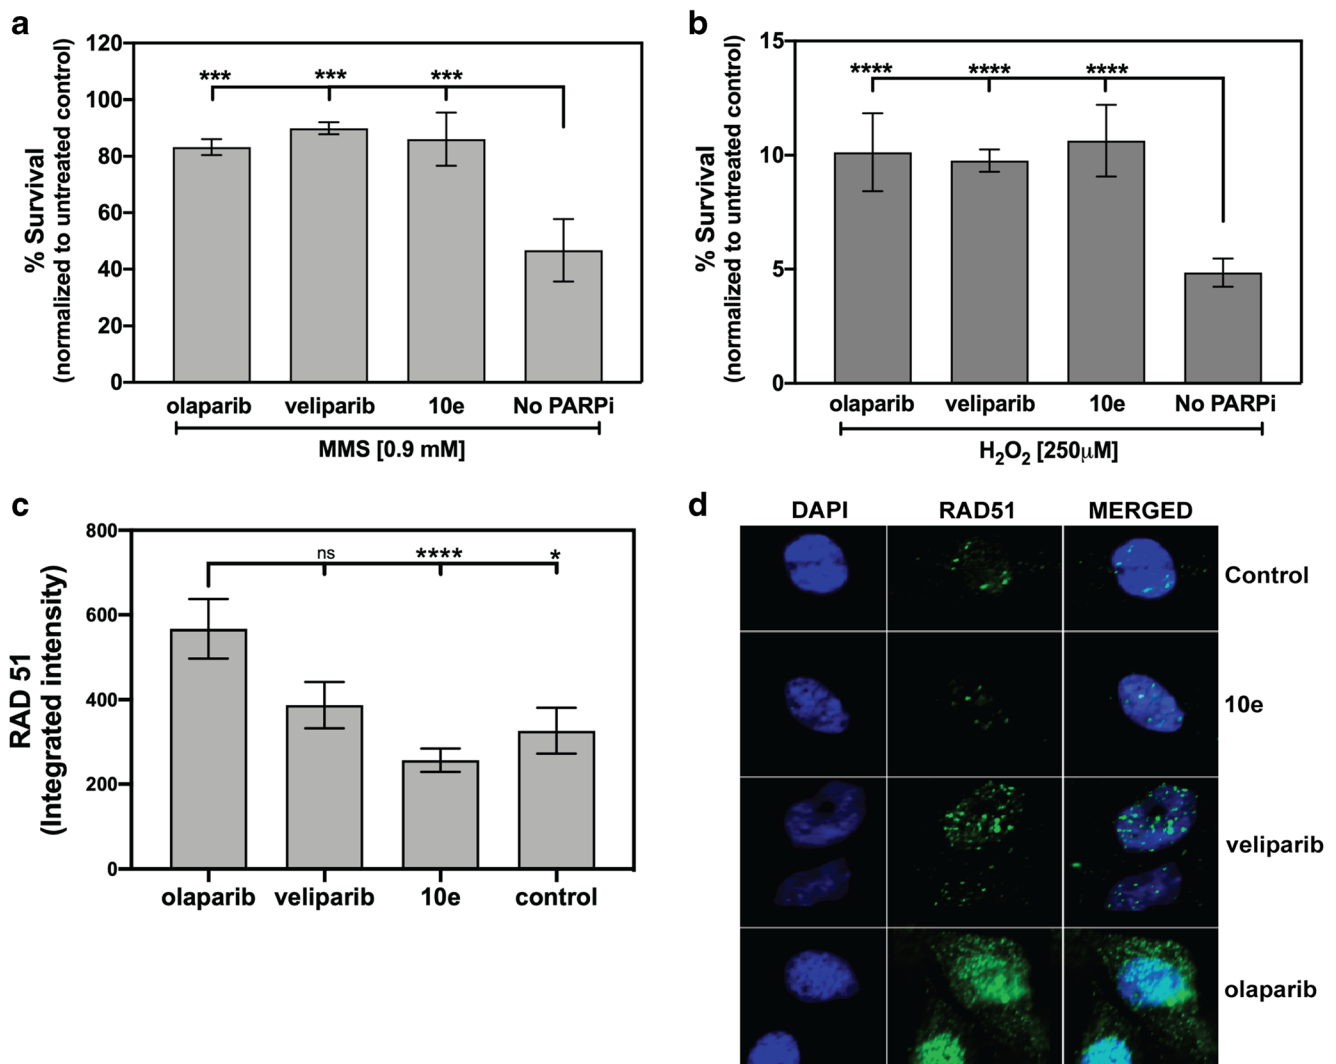 a
% Survival
(normalized to untreated control)
120
100
80
60
40
20
0
*** *** ***
olaparib veliparib 10e No PARPi
MMS [0.9 mM]
b
% Survival
(normalized to untreated control)
15
10
5
0
**** **** ****
olaparib veliparib 10e No PARPi
H₂O₂ [250μM]
c
RAD 51
(Integrated intensity)
800
600
400
200
0
ns **** *
olaparib veliparib 10e control
d
DAPI RAD51 MERGED
Control
10e
veliparib
olaparib